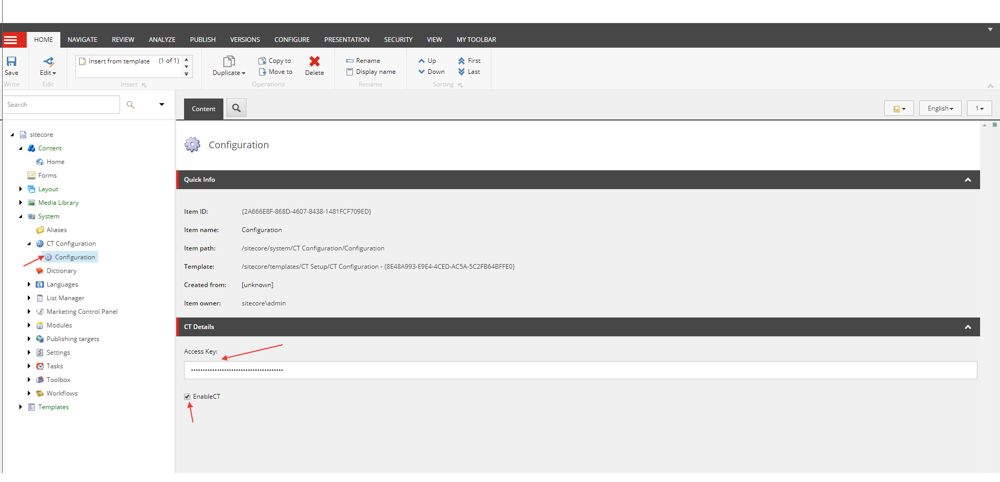 HOME NAVIGATE REVIEW ANALYZE PUBLISH VERSIONS CONFIGURE PRESENTATION SECURITY VIEW MY TOOLBAR
Insert from template (1 of 1) Copy to Rename Up First
Save Edit Duplicate Move to Delete Display name Down Last
Write Edit Insert Operations Rename Sorting
Search
Content English 1
sitecore
Content
Home
Forms
Layout
Media Library
System
Aliases
CT Configuration
Configuration
Dictionary
Languages
List Manager
Marketing Control Panel
Modules
Publishing targets
Settings
Tasks
Toolbox
Workflows
Templates
Configuration
Quick Info
Item ID: {2A666E8F-868D-4607-8438-1481FCF709ED}
Item name: Configuration
Item path: /sitecore/system/CT Configuration/Configuration
Template: /sitecore/templates/CT Setup/CT Configuration - {8E48A993-E9E4-4CED-AC5A-5C2FB64BFFE0}
Created from: [unknown]
Item owner: sitecore\admin
CT Details
Access Key:
EnableCT